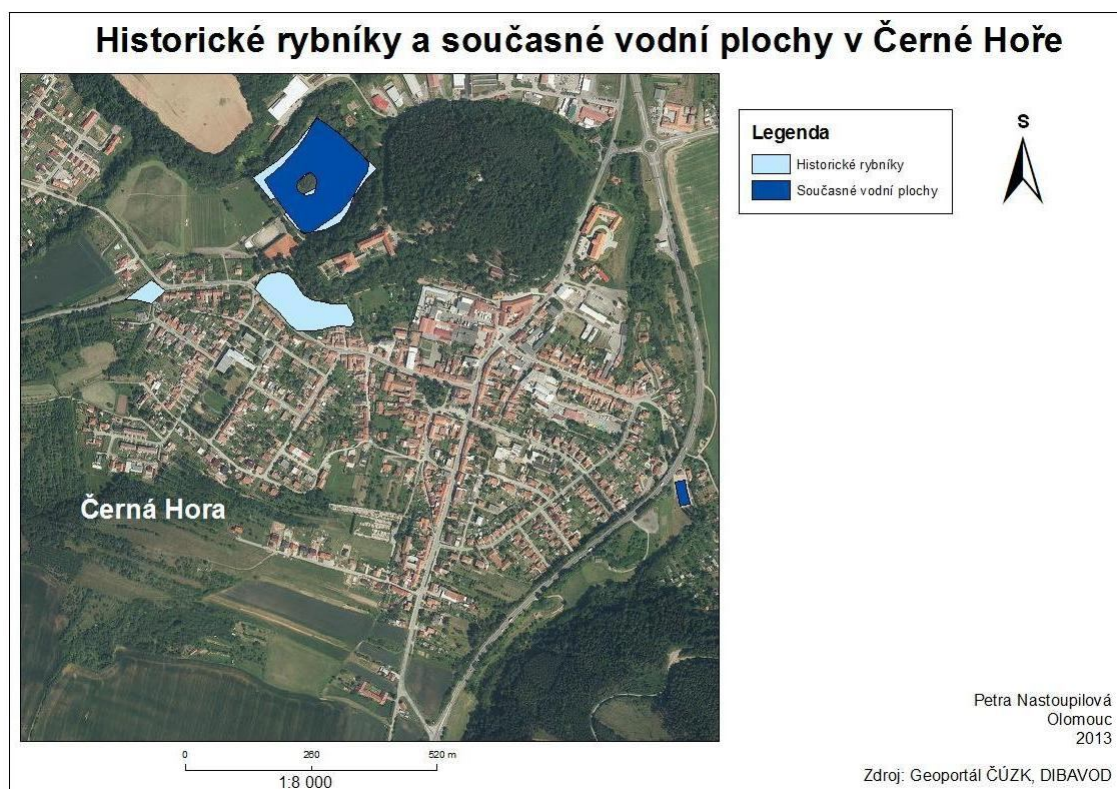 Historické rybníky a současné vodní plochy v Černé Hoře
Legenda
Historické rybníky
Současné vodní plochy
S
Černá Hora
0 260 520 m
1:8 000
Petra Nastoupilová
Olomouc
2013
Zdroj: Geoportál ČÚZK, DIBAVOD